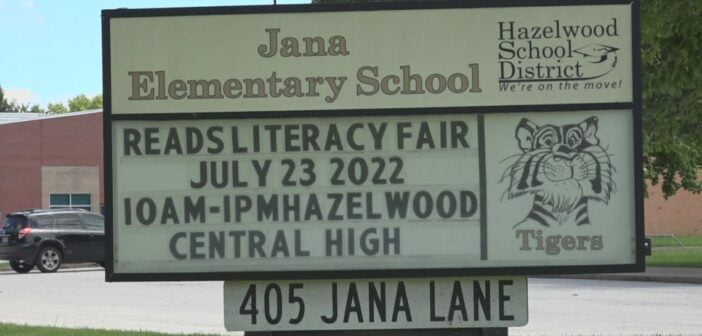 Jana
Elementary School
Hazelwood
School
District
We're on the move!
READS LITERACY FAIR
JULY 23 2022
10AM-1PMHAZELWOOD
CENTRAL HIGH
Tigers
405 JANA LANE